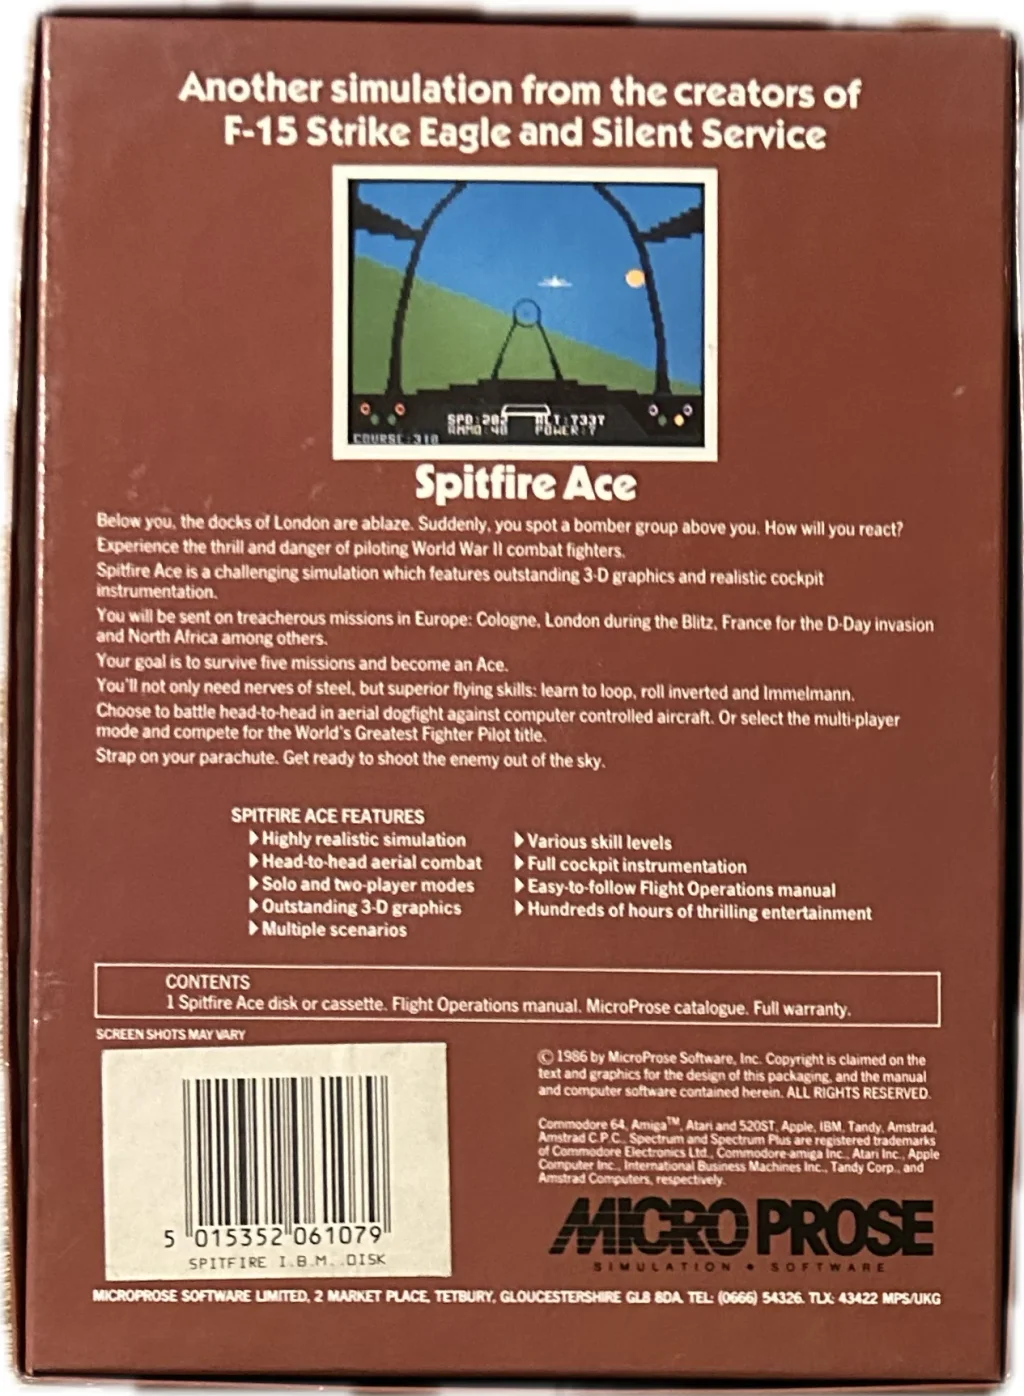 Another simulation from the creators of
F-15 Strike Eagle and Silent Service
SPD:202 ALT:733T
AMMO:40 POWER:7
COURSE:310
Spitfire Ace
Below you, the docks of London are ablaze. Suddenly, you spot a bomber group above you. How will you react?
Experience the thrill and danger of piloting World War II combat fighters.
Spitfire Ace is a challenging simulation which features outstanding 3-D graphics and realistic cockpit
instrumentation.
You will be sent on treacherous missions in Europe: Cologne, London during the Blitz, France for the D-Day invasion
and North Africa among others.
Your goal is to survive five missions and become an Ace.
You'll not only need nerves of steel, but superior flying skills: learn to loop, roll inverted and Immelmann.
Choose to battle head-to-head in aerial dogfight against computer controlled aircraft. Or select the multi-player
mode and compete for the World's Greatest Fighter Pilot title.
Strap on your parachute. Get ready to shoot the enemy out of the sky.
SPITFIRE ACE FEATURES
Highly realistic simulation
Head-to-head aerial combat
Solo and two-player modes
Outstanding 3-D graphics
Multiple scenarios
Various skill levels
Full cockpit instrumentation
Easy-to-follow Flight Operations manual
Hundreds of hours of thrilling entertainment
CONTENTS
1 Spitfire Ace disk or cassette. Flight Operations manual. MicroProse catalogue. Full warranty.
SCREEN SHOTS MAY VARY
5 015352 061079
SPITFIRE I.B.M. DISK
© 1986 by MicroProse Software, Inc. Copyright is claimed on the
text and graphics for the design of this packaging, and the manual
and computer software contained herein. ALL RIGHTS RESERVED.
Commodore 64, Amiga™, Atari and 520ST, Apple, IBM, Tandy, Amstrad,
Amstrad C.P.C., Spectrum and Spectrum Plus are registered trademarks
of Commodore Electronics Ltd., Commodore-amiga Inc., Atari Inc., Apple
Computer Inc., International Business Machines Inc., Tandy Corp., and
Amstrad Computers, respectively.
MICRO PROSE
SIMULATION • SOFTWARE
MICROPROSE SOFTWARE LIMITED, 2 MARKET PLACE, TETBURY, GLOUCESTERSHIRE GL8 8DA. TEL: (0666) 54326. TLX: 43422 MPS/UKG